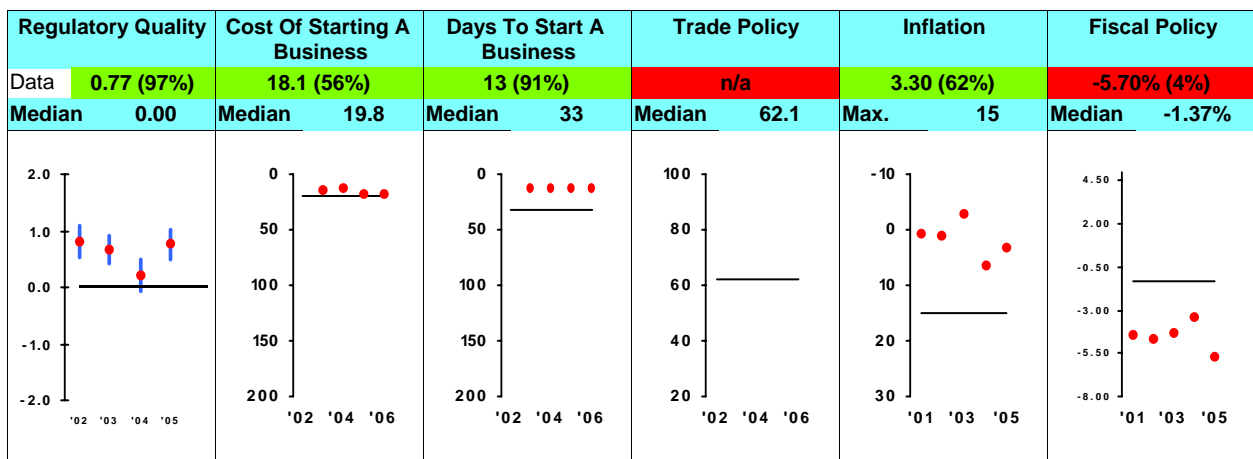 Regulatory Quality
Cost Of Starting A Business
Days To Start A Business
Trade Policy
Inflation
Fiscal Policy
Data 0.77 (97%)
18.1 (56%)
13 (91%)
n/a
3.30 (62%)
-5.70% (4%)
Median 0.00
Median 19.8
Median 33
Median 62.1
Max. 15
Median -1.37%
2.0
1.0
0.0
-1.0
-2.0
'02 '03 '04 '05
0
50
100
150
200
'02 '04 '06
0
50
100
150
200
'02 '04 '06
100
80
60
40
20
'02 '04 '06
-10
0
10
20
30
'01 '03 '05
4.50
2.00
-0.50
-3.00
-5.50
-8.00
'01 '03 '05